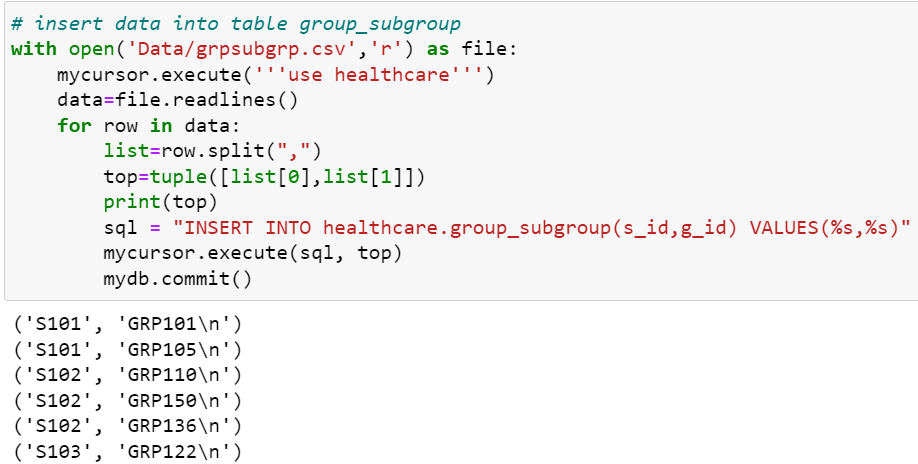 # insert data into table group_subgroup
with open('Data/grpsubgrp.csv','r') as file:
    mycursor.execute('''use healthcare''')
    data=file.readlines()
    for row in data:
        list=row.split(",")
        top=tuple([list[0],list[1]])
        print(top)
        sql = "INSERT INTO healthcare.group_subgroup(s_id,g_id) VALUES(%s,%s)"
        mycursor.execute(sql, top)
        mydb.commit()
('S101', 'GRP101\n')
('S101', 'GRP105\n')
('S102', 'GRP110\n')
('S102', 'GRP150\n')
('S102', 'GRP136\n')
('S103', 'GRP122\n')